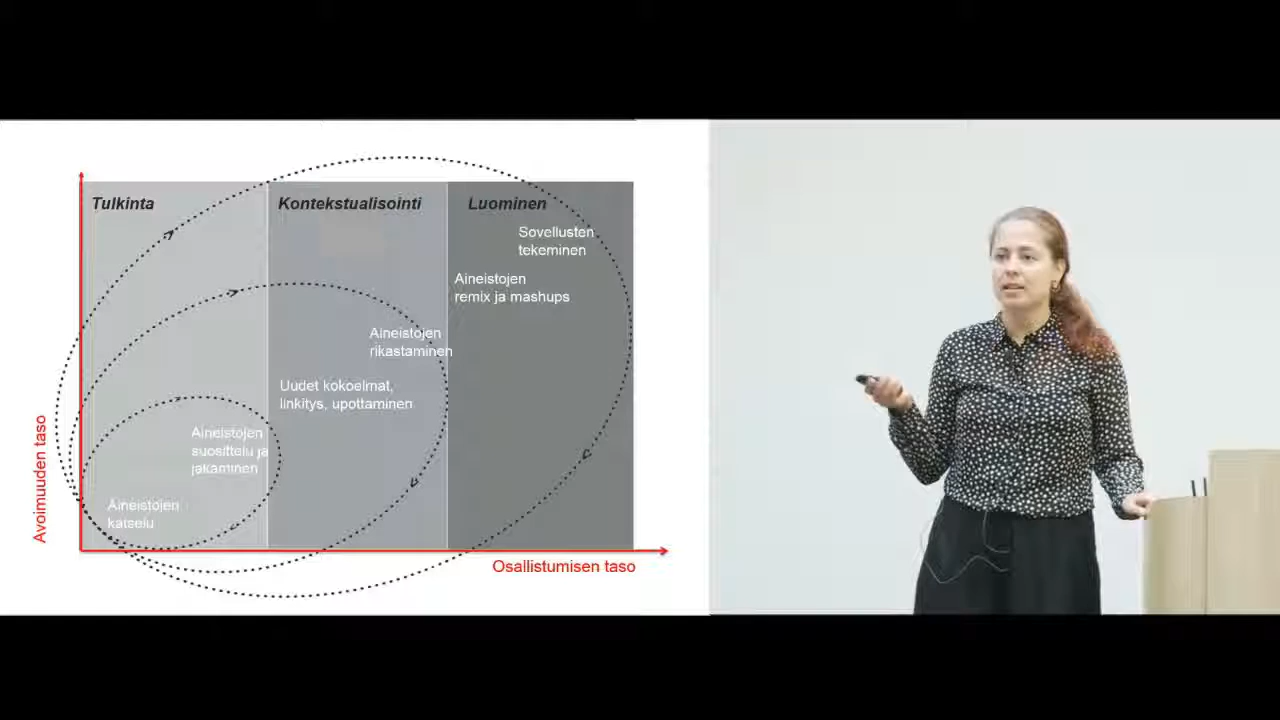 Tulkinta
Kontekstualisointi
Luominen
Sovellusten
tekeminen
Aineistojen
remix ja mashups
Aineistojen
rikastaminen
Uudet kokoelmat,
linkitys, upottaminen
Aineistojen
suosittelu ja
jakaminen
Aineistojen
katselu
Avoimuuden taso
Osallistumisen taso